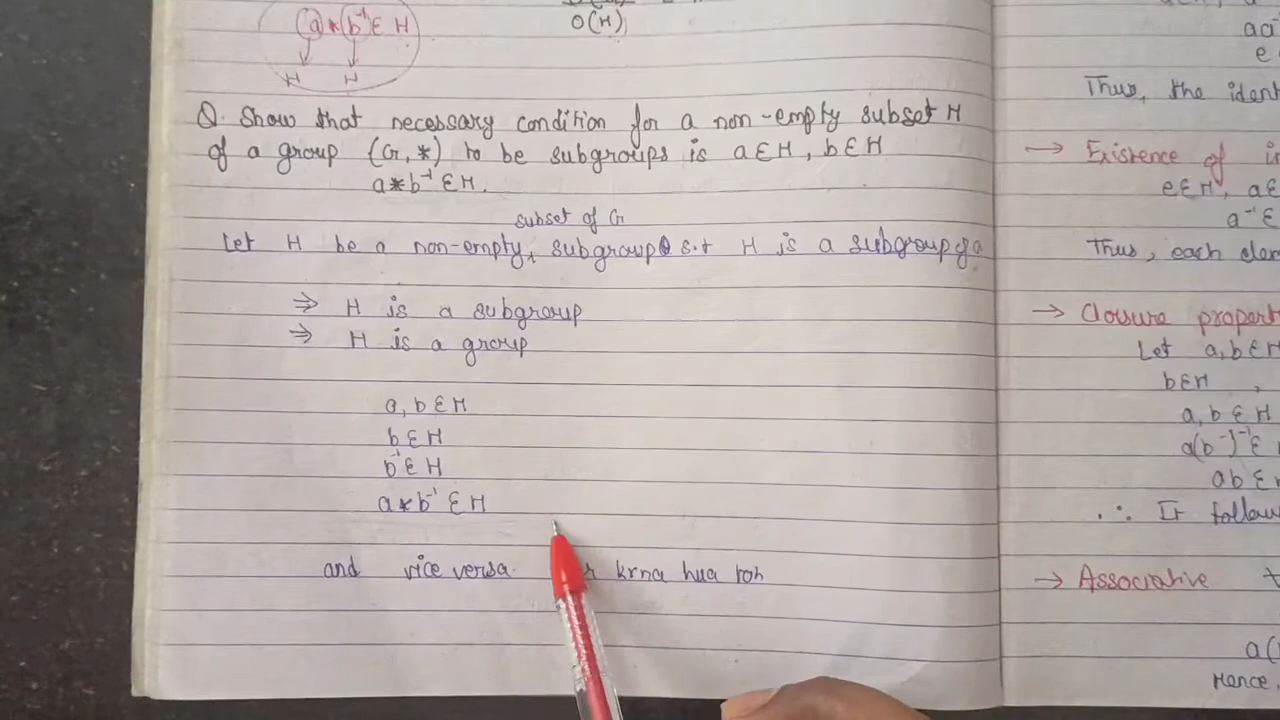 a * b⁻¹ ∈ H
O(H)
H H
Q. Show that necessary condition for a non-empty subset H
of a group (G, *) to be subgroups is a∈H, b∈H
a*b⁻¹ ∈ H.
subset of G
Let H be a non-empty subgroup s.t H is a subgroup of G
⇒ H is a subgroup
⇒ H is a group
a, b ∈ H
b ∈ H
b⁻¹ ∈ H
a*b⁻¹ ∈ H
and vice versa. krna hua toh
e
Thus, the ident
→ Existence of in
e∈H, a∈
a⁻¹ ∈
Thus, each elem
→ Closure propert
Let a, b ∈ H
b∈H ,
a, b ∈ H
a(b⁻)⁻¹ ∈
ab ∈ H
∴ It follow
→ Associative
a(
Hence,